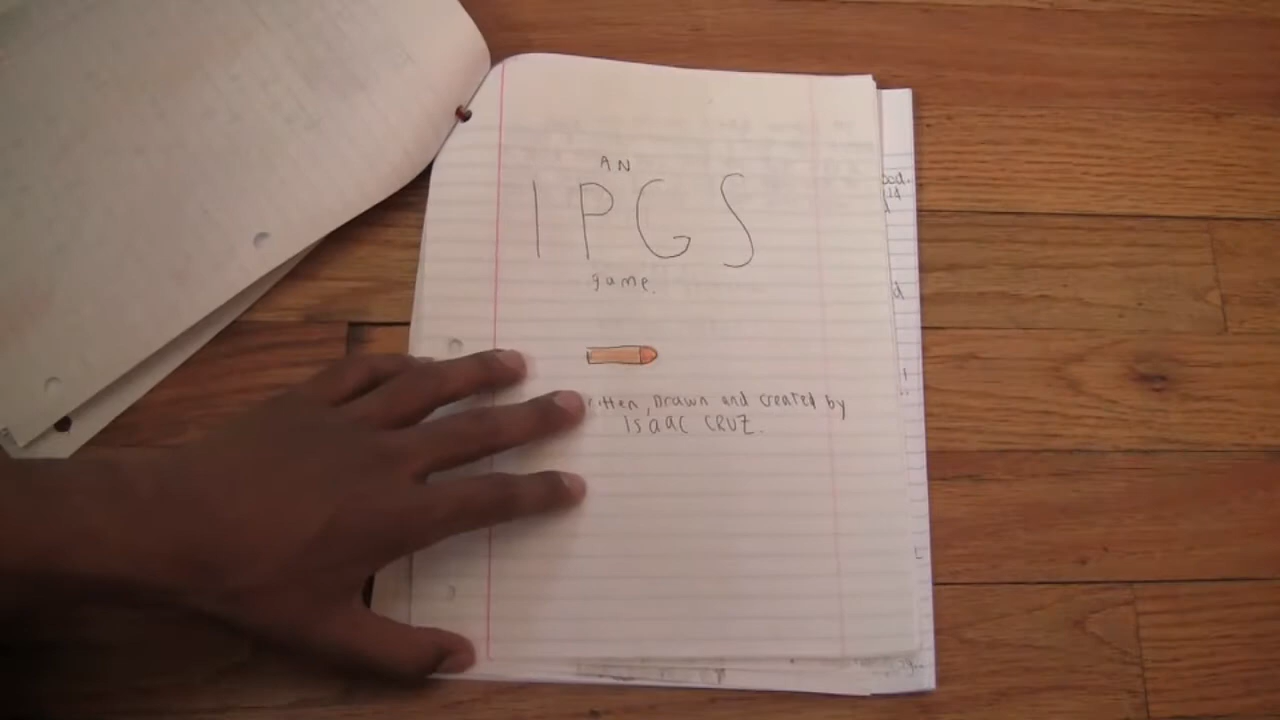 AN
IPGS
game.
ritten, Drawn and created by
ISAAC CRUZ.